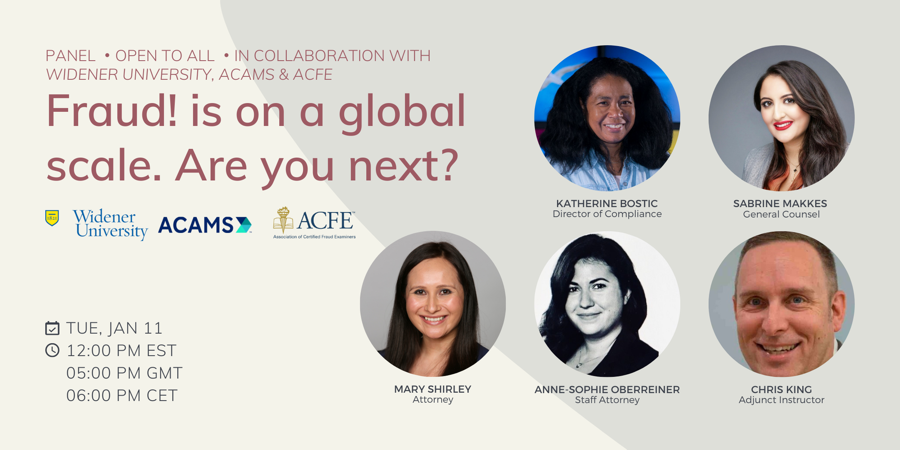 PANEL • OPEN TO ALL • IN COLLABORATION WITH
WIDENER UNIVERSITY, ACAMS & ACFE
Fraud! is on a global
scale. Are you next?
Widener
University
ACAMS
ACFE
Association of Certified Fraud Examiners
TUE, JAN 11
12:00 PM EST
05:00 PM GMT
06:00 PM CET
KATHERINE BOSTIC
Director of Compliance
SABRINE MAKKES
General Counsel
MARY SHIRLEY
Attorney
ANNE-SOPHIE OBERREINER
Staff Attorney
CHRIS KING
Adjunct Instructor